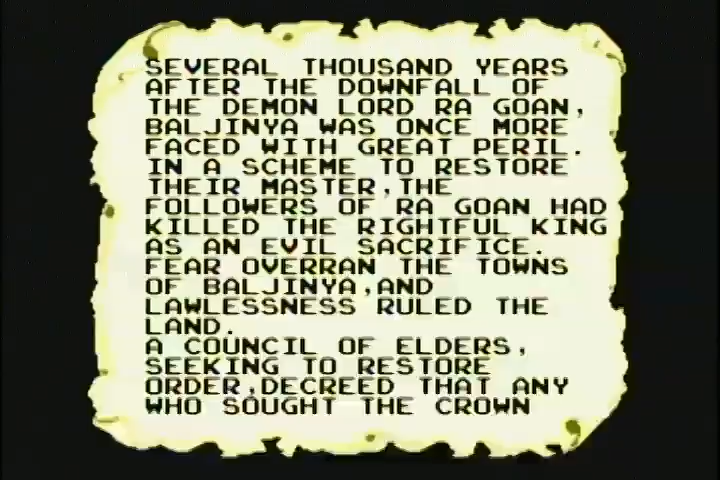 SEVERAL THOUSAND YEARS
AFTER THE DOWNFALL OF
THE DEMON LORD RA GOAN,
BALJINYA WAS ONCE MORE
FACED WITH GREAT PERIL.
IN A SCHEME TO RESTORE
THEIR MASTER,THE
FOLLOWERS OF RA GOAN HAD
KILLED THE RIGHTFUL KING
AS AN EVIL SACRIFICE.
FEAR OVERRAN THE TOWNS
OF BALJINYA,AND
LAWLESSNESS RULED THE
LAND.
A COUNCIL OF ELDERS,
SEEKING TO RESTORE
ORDER,DECREED THAT ANY
WHO SOUGHT THE CROWN